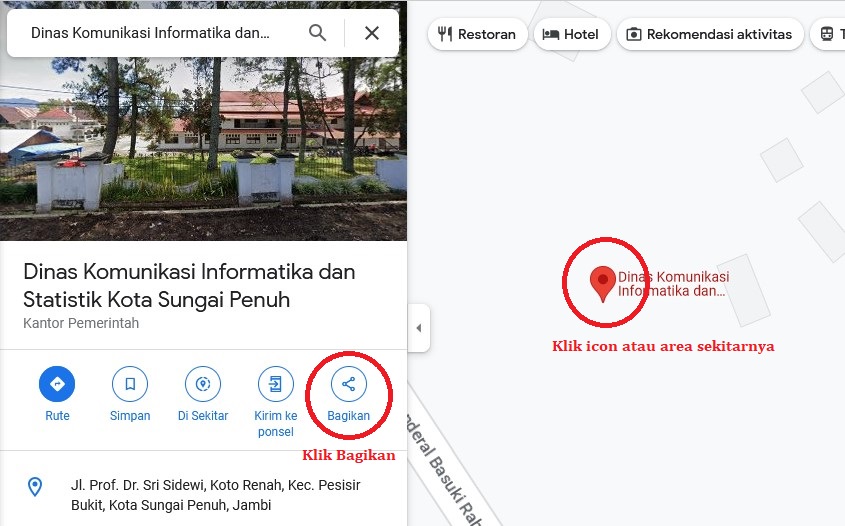 Dinas Komunikasi Informatika dan...
Restoran
Hotel
Rekomendasi aktivitas
T
Dinas Komunikasi Informatika dan
Statistik Kota Sungai Penuh
Kantor Pemerintah
Rute
Simpan
Di Sekitar
Kirim ke
ponsel
Bagikan
Klik Bagikan
Jl. Prof. Dr. Sri Sidewi, Koto Renah, Kec. Pesisir
Bukit, Kota Sungai Penuh, Jambi
Dinas Komunikasi
Informatika dan...
Klik icon atau area sekitarnya
nderal Basuki Rah